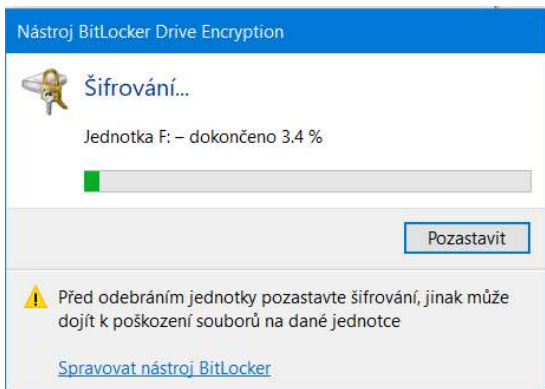 Nástroj BitLocker Drive Encryption
Šifrování...
Jednotka F: – dokončeno 3.4 %
Pozastavit
Před odebráním jednotky pozastavte šifrování, jinak může
dojít k poškození souborů na dané jednotce
Spravovat nástroj BitLocker